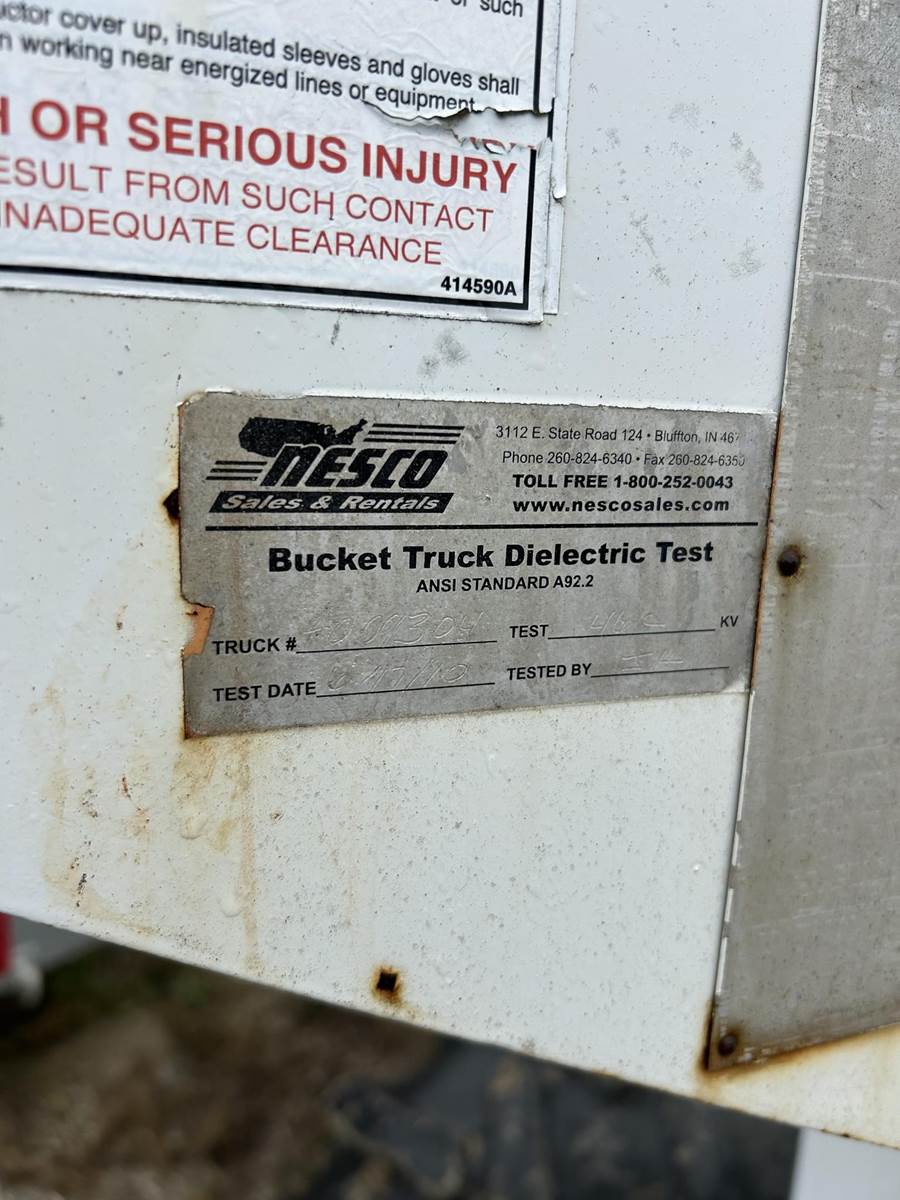 such
cover up, insulated sleeves and gloves shall
working near energized lines or equipment
OR SERIOUS INJURY
RESULT FROM SUCH CONTACT
INADEQUATE CLEARANCE
414590A
NESCO
Sales & Rentals
3112 E. State Road 124 • Bluffton, IN
Phone 260-824-6340 • Fax 260-824-6350
TOLL FREE 1-800-252-0043
www.nescosales.com
Bucket Truck Dielectric Test
ANSI STANDARD A92.2
TRUCK # TEST KV
TEST DATE TESTED BY